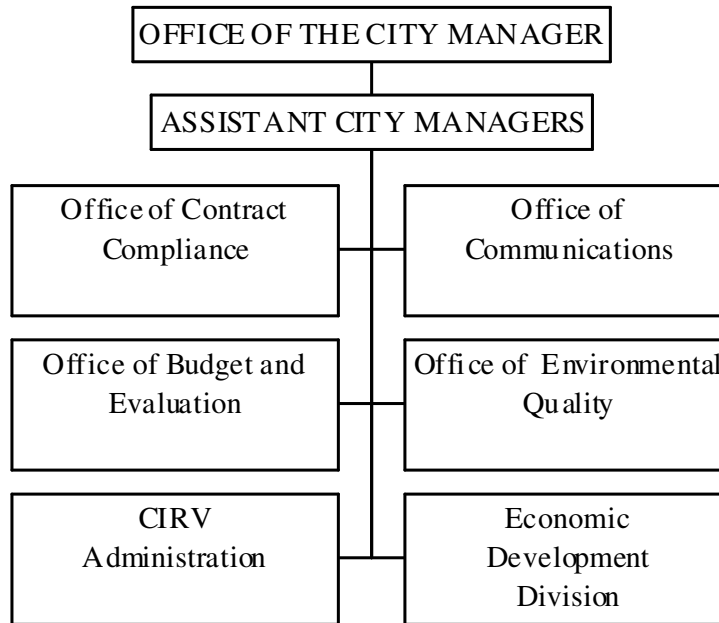 OFFICE OF THE CITY MANAGER
ASSISTANT CITY MANAGERS
Office of Contract
Compliance
Office of
Communications
Office of Budget and
Evaluation
Office of Environmental
Quality
CIRV
Administration
Economic
Development
Division